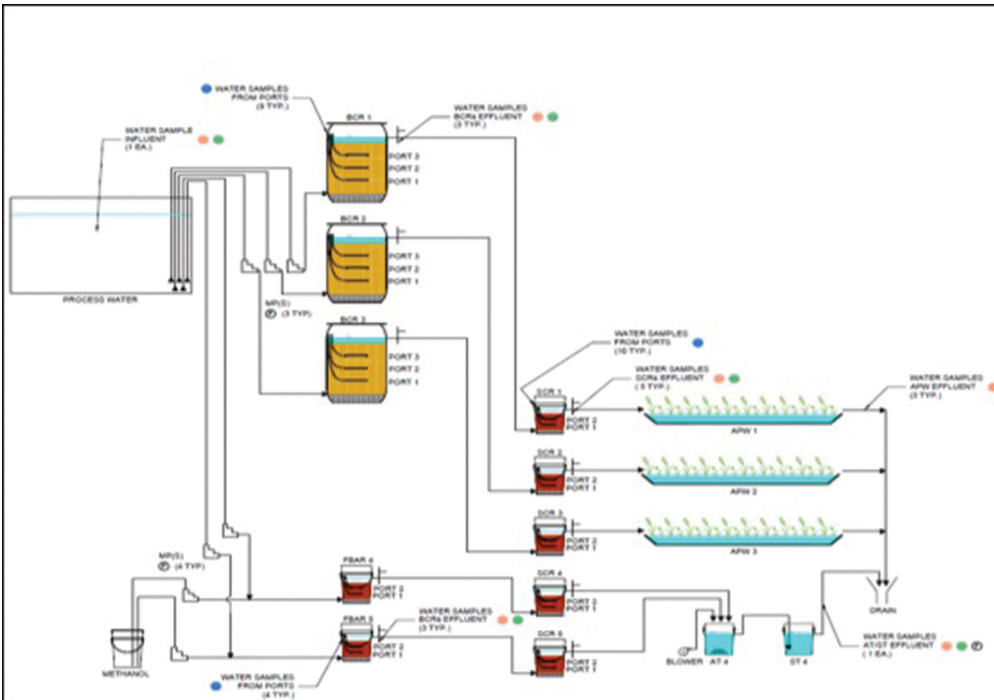 WATER SAMPLES
FROM PORTS
(9 TYP.)
WATER SAMPLE
INFLUENT
(1 EA.)
BCR 1
WATER SAMPLES
BCRs EFFLUENT
(3 TYP.)
PORT 3
PORT 2
PORT 1
BCR 2
PORT 3
PORT 2
PORT 1
PROCESS WATER
MP(S)
P (3 TYP)
BCR 3
PORT 3
PORT 2
PORT 1
WATER SAMPLES
FROM PORTS
(10 TYP.)
WATER SAMPLES
SCRs EFFLUENT
( 5 TYP.)
WATER SAMPLES
APW EFFLUENT
(3 TYP.)
SCR 1
PORT 2
PORT 1
APW 1
SCR 2
PORT 2
PORT 1
APW 2
SCR 3
PORT 2
PORT 1
APW 3
MP(S)
P (4 TYP)
FBAR 4
PORT 2
PORT 1
SCR 4
PORT 2
PORT 1
DRAIN
WATER SAMPLES
BCRs EFFLUENT
(3 TYP.)
FBAR 5
PORT 2
PORT 1
SCR 5
PORT 2
PORT 1
BLOWER
AT 4
ST 4
WATER SAMPLES
AT/ST EFFLUENT
( 1 EA.)
P
METHANOL
WATER SAMPLES
FROM PORTS
(4 TYP.)